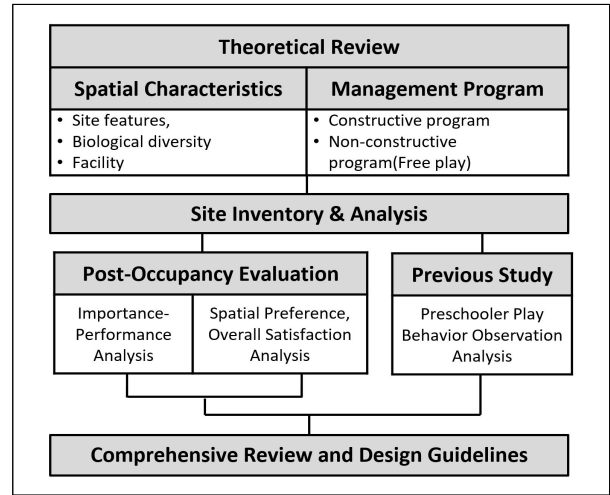 Theoretical Review
Spatial Characteristics
• Site features,
• Biological diversity
• Facility
Management Program
• Constructive program
• Non-constructive
program(Free play)
Site Inventory & Analysis
Post-Occupancy Evaluation
Importance-
Performance
Analysis
Spatial Preference,
Overall Satisfaction
Analysis
Previous Study
Preschooler Play
Behavior Observation
Analysis
Comprehensive Review and Design Guidelines